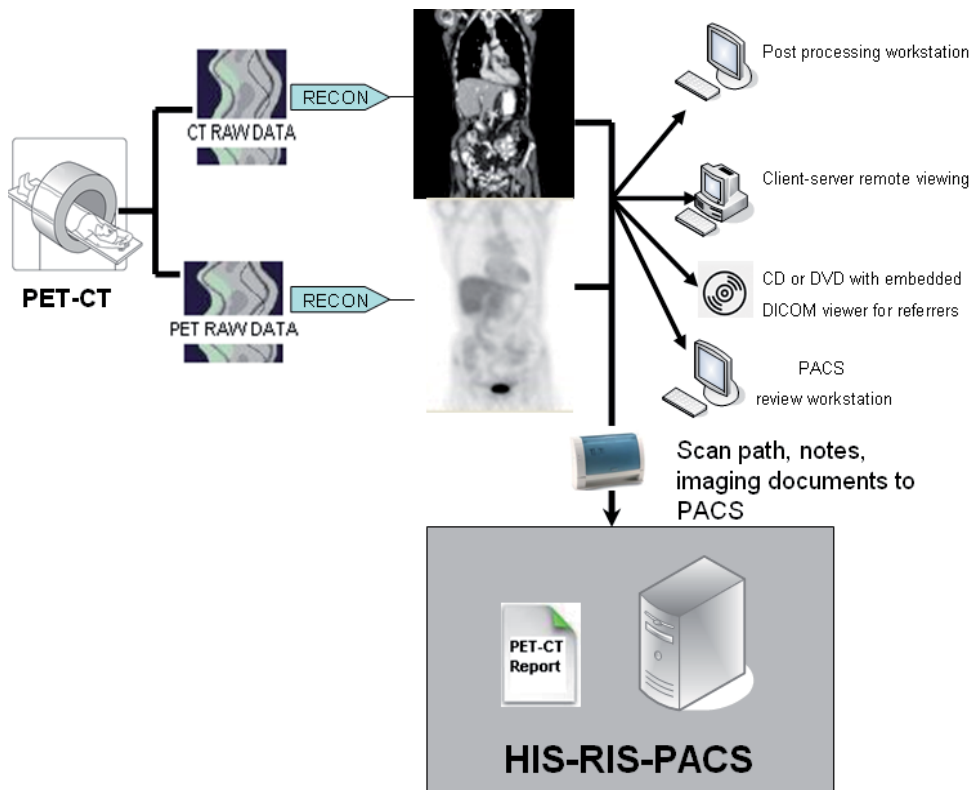 PET-CT
CT RAW DATA
RECON
PET RAW DATA
RECON
Post processing workstation
Client-server remote viewing
CD or DVD with embedded
DICOM viewer for referrers
PACS
review workstation
Scan path, notes,
imaging documents to
PACS
PET-CT
Report
HIS-RIS-PACS